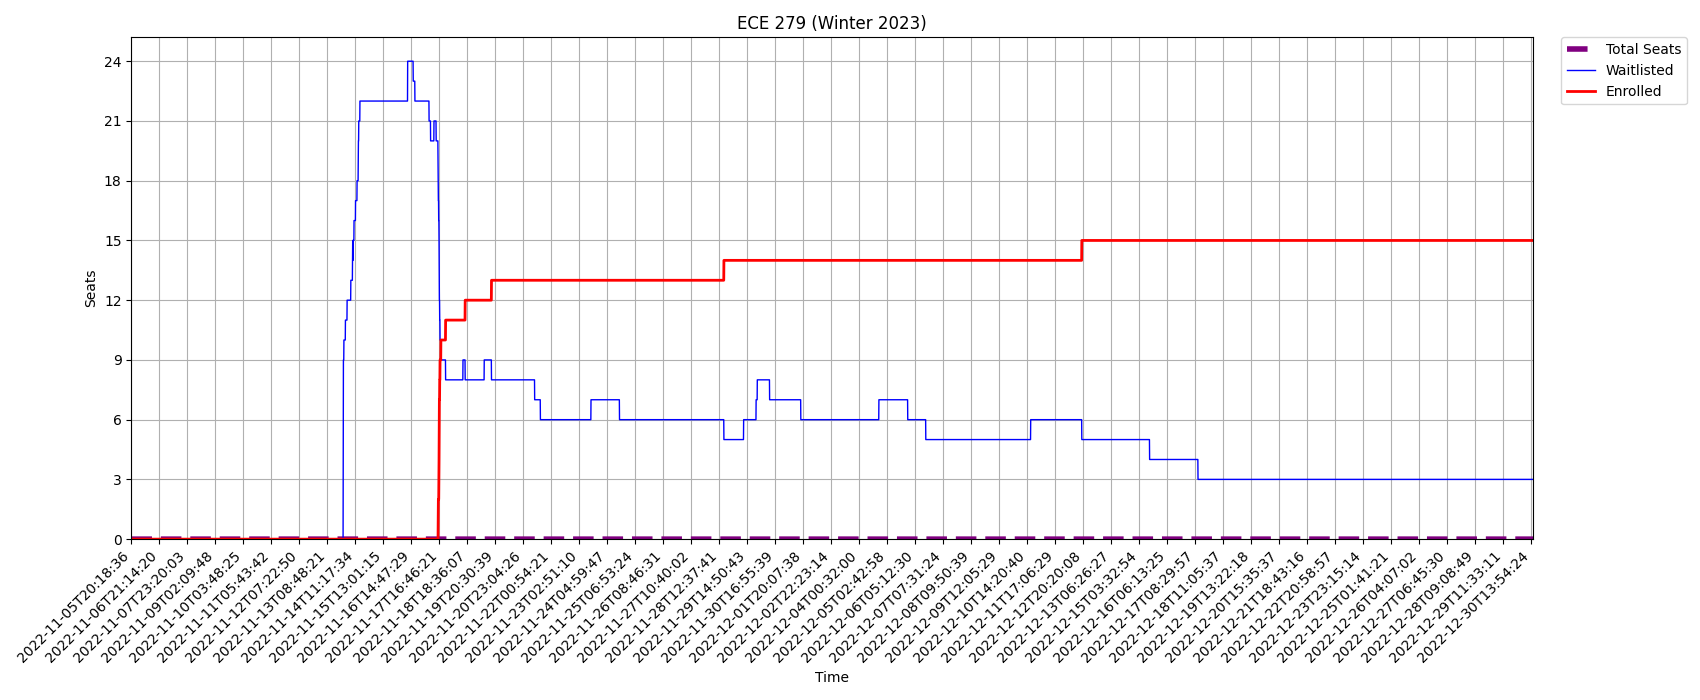 ECE 279 (Winter 2023)
Total Seats
Waitlisted
Enrolled
24
21
18
15
12
9
6
3
0
Seats
2022-11-05T20:18:36
2022-11-06T21:14:20
2022-11-07T23:20:03
2022-11-09T02:09:48
2022-11-10T03:48:25
2022-11-11T05:43:42
2022-11-12T07:22:50
2022-11-13T08:48:21
2022-11-14T11:17:34
2022-11-15T13:01:15
2022-11-16T14:47:29
2022-11-17T16:46:21
2022-11-18T18:36:07
2022-11-19T20:30:39
2022-11-20T23:04:26
2022-11-22T00:54:21
2022-11-23T02:51:10
2022-11-24T04:59:47
2022-11-25T06:53:24
2022-11-26T08:46:31
2022-11-27T10:40:02
2022-11-28T12:37:41
2022-11-29T14:50:43
2022-11-30T16:55:39
2022-12-01T20:07:38
2022-12-02T22:23:14
2022-12-04T00:32:00
2022-12-05T02:42:58
2022-12-06T05:12:30
2022-12-07T07:31:24
2022-12-08T09:50:39
2022-12-09T12:05:29
2022-12-10T14:20:40
2022-12-11T17:06:29
2022-12-12T20:20:08
2022-12-13T06:26:27
2022-12-15T03:32:54
2022-12-16T06:13:25
2022-12-17T08:29:57
2022-12-18T11:05:37
2022-12-19T13:22:18
2022-12-20T15:35:37
2022-12-21T18:43:16
2022-12-22T20:58:57
2022-12-23T23:15:14
2022-12-25T01:41:21
2022-12-26T04:07:02
2022-12-27T06:45:30
2022-12-28T09:08:49
2022-12-29T11:33:11
2022-12-30T13:54:24
Time